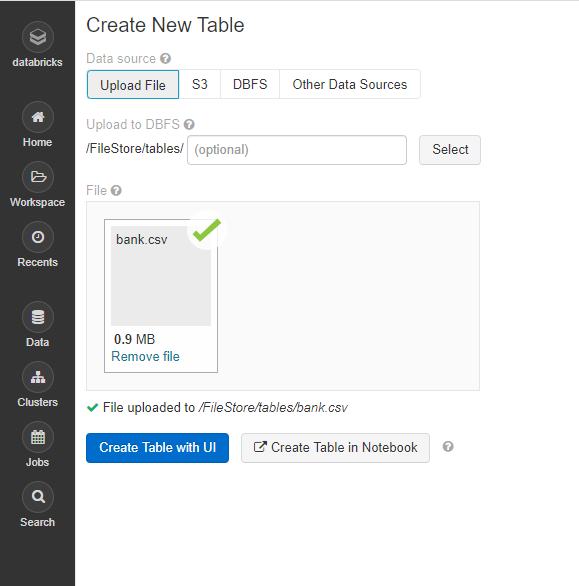 databricks
Home
Workspace
Recents
Data
Clusters
Jobs
Search
Create New Table
Data source ?
Upload File S3 DBFS Other Data Sources
Upload to DBFS ?
/FileStore/tables/ (optional) Select
File ?
bank.csv
0.9 MB
Remove file
File uploaded to /FileStore/tables/bank.csv
Create Table with UI Create Table in Notebook ?